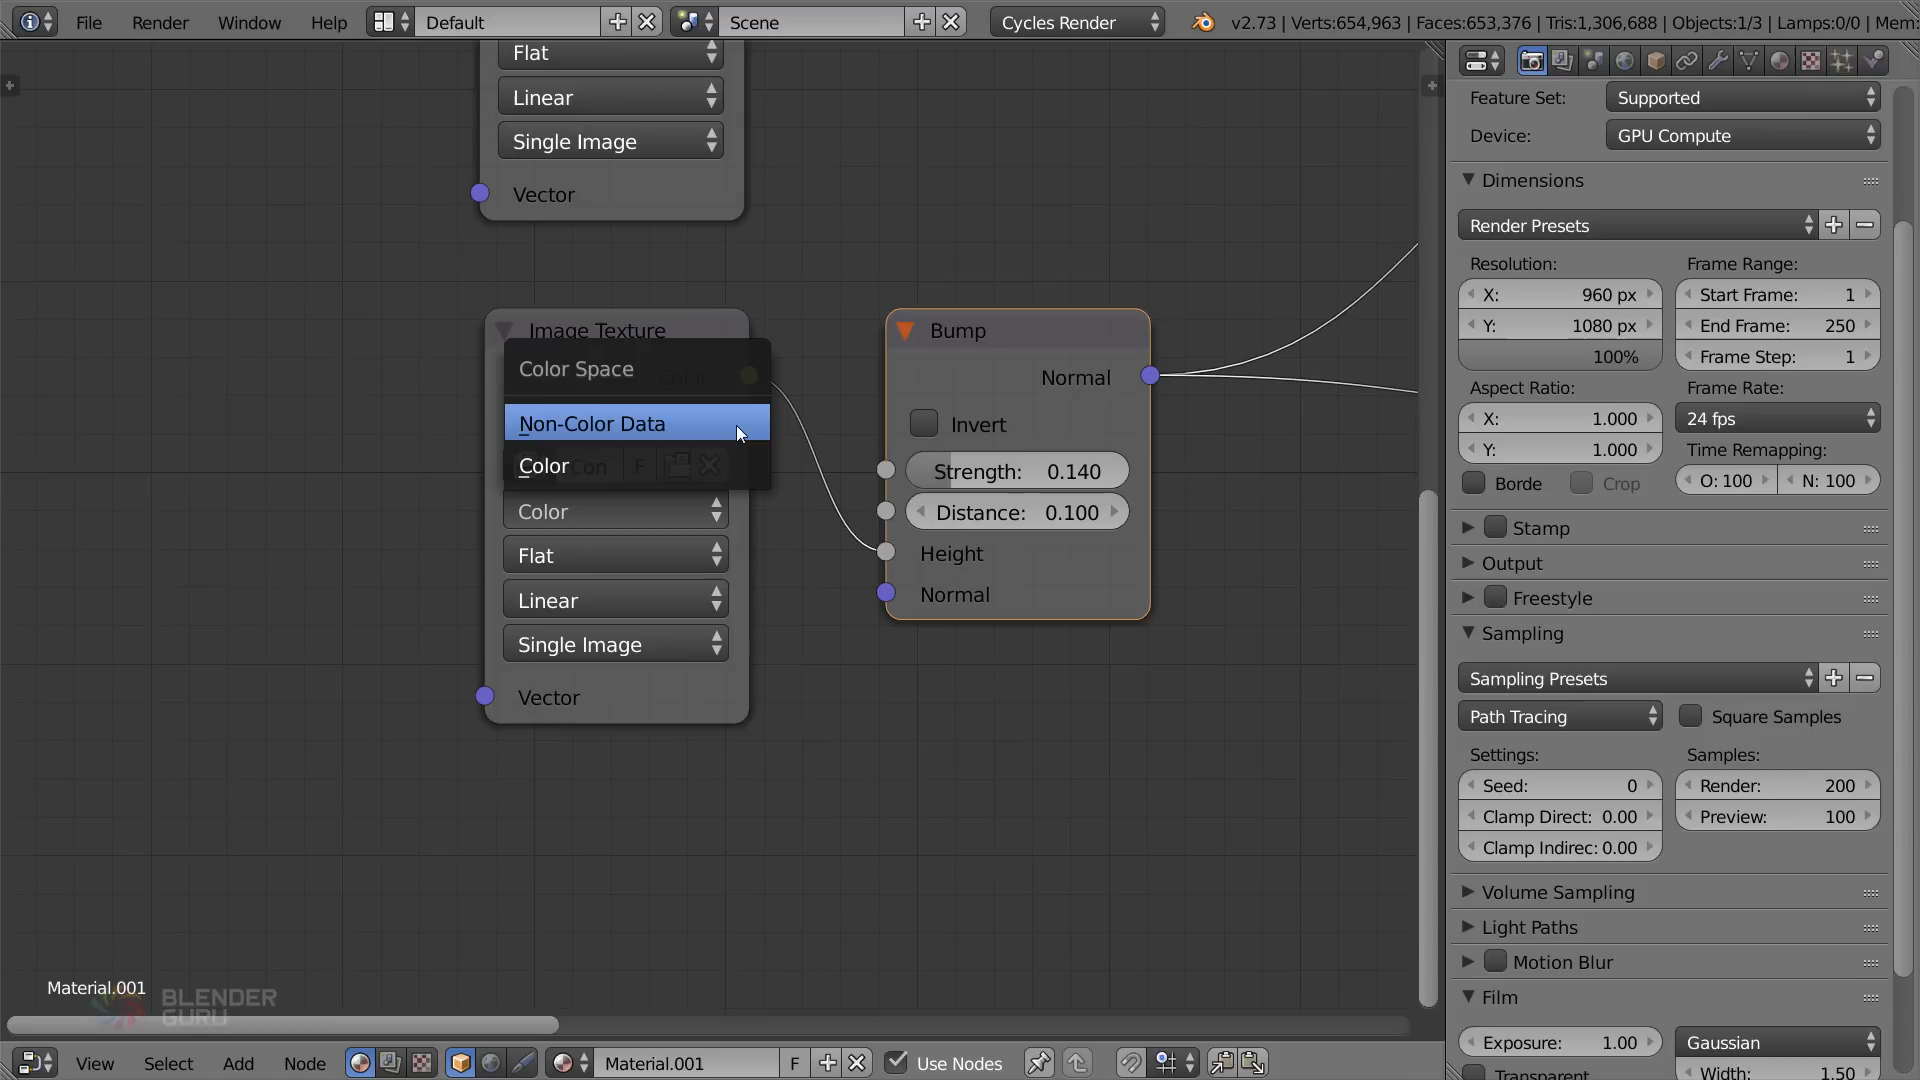 File Render Window Help Default Scene Cycles Render v2.73 | Verts:654,963 | Faces:653,376 | Tris:1,306,688 | Objects:1/3 | Lamps:0/0 | Mem:
Flat
Linear
Single Image
Vector
Image Texture
Color Space
Non-Color Data
Color
F
Color
Flat
Linear
Single Image
Vector
Bump
Normal
Invert
Strength: 0.140
Distance: 0.100
Height
Normal
Feature Set: Supported
Device: GPU Compute
Dimensions
Render Presets
Resolution: Frame Range:
X: 960 px Start Frame: 1
Y: 1080 px End Frame: 250
100% Frame Step: 1
Aspect Ratio: Frame Rate:
X: 1.000 24 fps
Y: 1.000 Time Remapping:
Borde Crop O: 100 N: 100
Stamp
Output
Freestyle
Sampling
Sampling Presets
Path Tracing Square Samples
Settings: Samples:
Seed: 0 Render: 200
Clamp Direct: 0.00 Preview: 100
Clamp Indirec: 0.00
Volume Sampling
Light Paths
Motion Blur
Film
Exposure: 1.00 Gaussian
Transparent Width: 1.50
Material.001
BLENDER
GURU
View Select Add Node Material.001 F Use Nodes